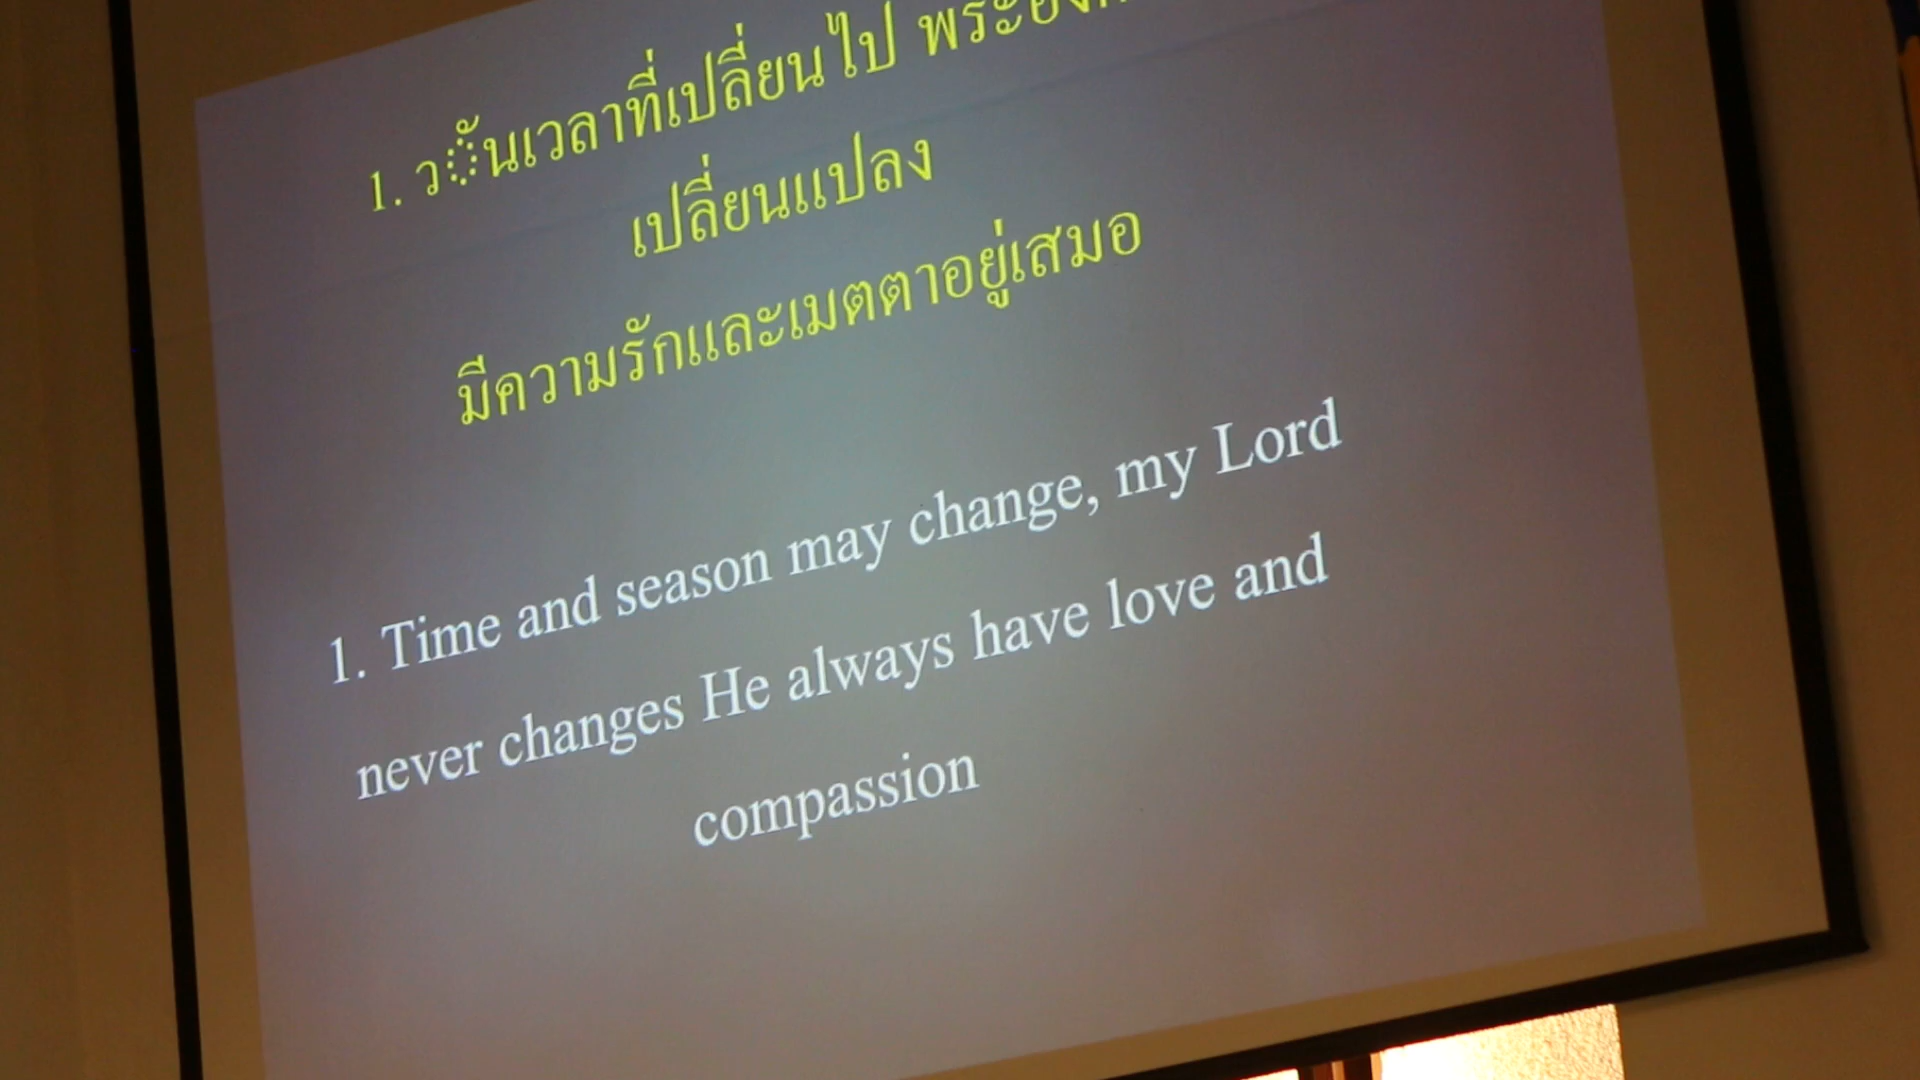 1. วันเวลาที่เปลี่ยนไป
เปลี่ยนแปลง
มีความรักและเมตตาอยู่เสมอ
1. Time and season may change, my Lord
never changes He always have love and
compassion